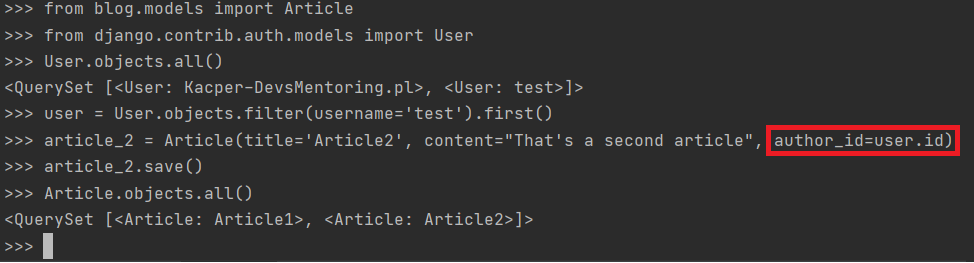 >>> from blog.models import Article
>>> from django.contrib.auth.models import User
>>> User.objects.all()
<QuerySet [<User: Kacper-DevsMentoring.pl>, <User: test>]>
>>> user = User.objects.filter(username='test').first()
>>> article_2 = Article(title='Article2', content="That's a second article", author_id=user.id)
>>> article_2.save()
>>> Article.objects.all()
<QuerySet [<Article: Article1>, <Article: Article2>]>
>>>